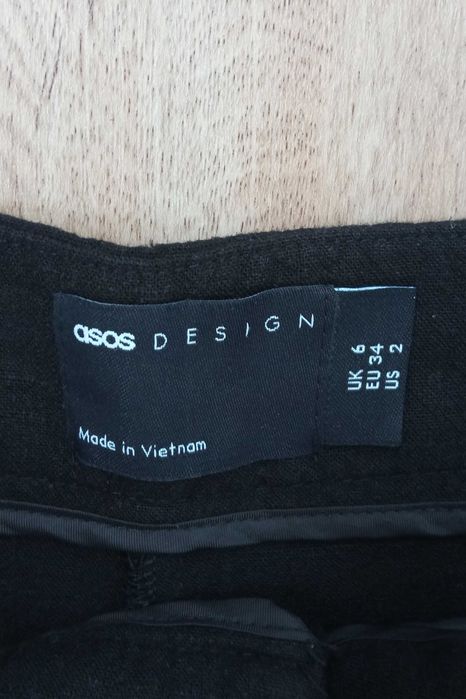 asos DESIGN
Made in Vietnam
UK 6
EU 34
US 2